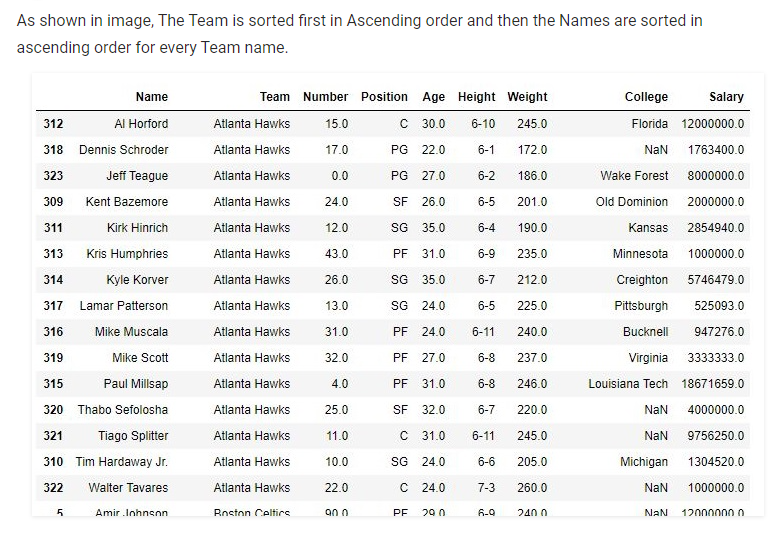 As shown in image, The Team is sorted first in Ascending order and then the Names are sorted in
ascending order for every Team name.
Name Team Number Position Age Height Weight College Salary
312 Al Horford Atlanta Hawks 15.0 C 30.0 6-10 245.0 Florida 12000000.0
318 Dennis Schroder Atlanta Hawks 17.0 PG 22.0 6-1 172.0 NaN 1763400.0
323 Jeff Teague Atlanta Hawks 0.0 PG 27.0 6-2 186.0 Wake Forest 8000000.0
309 Kent Bazemore Atlanta Hawks 24.0 SF 26.0 6-5 201.0 Old Dominion 2000000.0
311 Kirk Hinrich Atlanta Hawks 12.0 SG 35.0 6-4 190.0 Kansas 2854940.0
313 Kris Humphries Atlanta Hawks 43.0 PF 31.0 6-9 235.0 Minnesota 1000000.0
314 Kyle Korver Atlanta Hawks 26.0 SG 35.0 6-7 212.0 Creighton 5746479.0
317 Lamar Patterson Atlanta Hawks 13.0 SG 24.0 6-5 225.0 Pittsburgh 525093.0
316 Mike Muscala Atlanta Hawks 31.0 PF 24.0 6-11 240.0 Bucknell 947276.0
319 Mike Scott Atlanta Hawks 32.0 PF 27.0 6-8 237.0 Virginia 3333333.0
315 Paul Millsap Atlanta Hawks 4.0 PF 31.0 6-8 246.0 Louisiana Tech 18671659.0
320 Thabo Sefolosha Atlanta Hawks 25.0 SF 32.0 6-7 220.0 NaN 4000000.0
321 Tiago Splitter Atlanta Hawks 11.0 C 31.0 6-11 245.0 NaN 9756250.0
310 Tim Hardaway Jr. Atlanta Hawks 10.0 SG 24.0 6-6 205.0 Michigan 1304520.0
322 Walter Tavares Atlanta Hawks 22.0 C 24.0 7-3 260.0 NaN 1000000.0
5 Amir Johnson Boston Celtics 90.0 PF 29.0 6-9 240.0 NaN 12000000.0